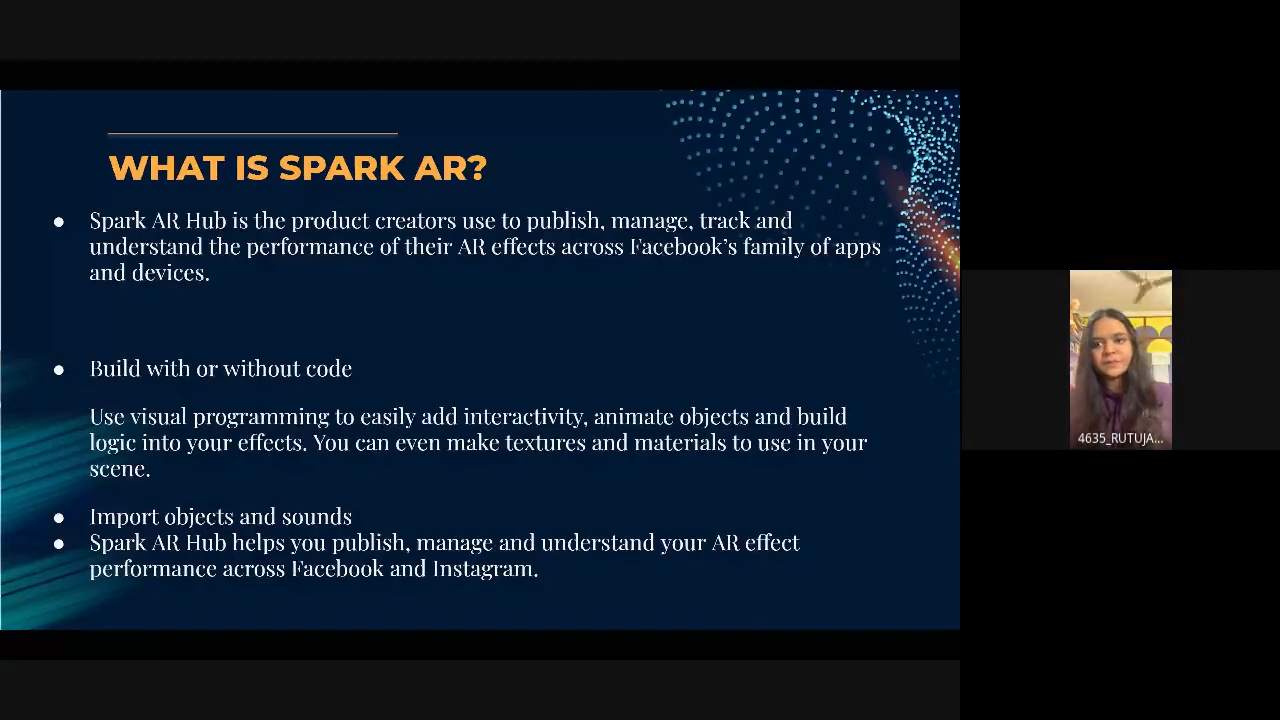 WHAT IS SPARK AR?
● Spark AR Hub is the product creators use to publish, manage, track and
understand the performance of their AR effects across Facebook’s family of apps
and devices.
● Build with or without code
Use visual programming to easily add interactivity, animate objects and build
logic into your effects. You can even make textures and materials to use in your
scene.
● Import objects and sounds
● Spark AR Hub helps you publish, manage and understand your AR effect
performance across Facebook and Instagram.
4635_RUTUJA...